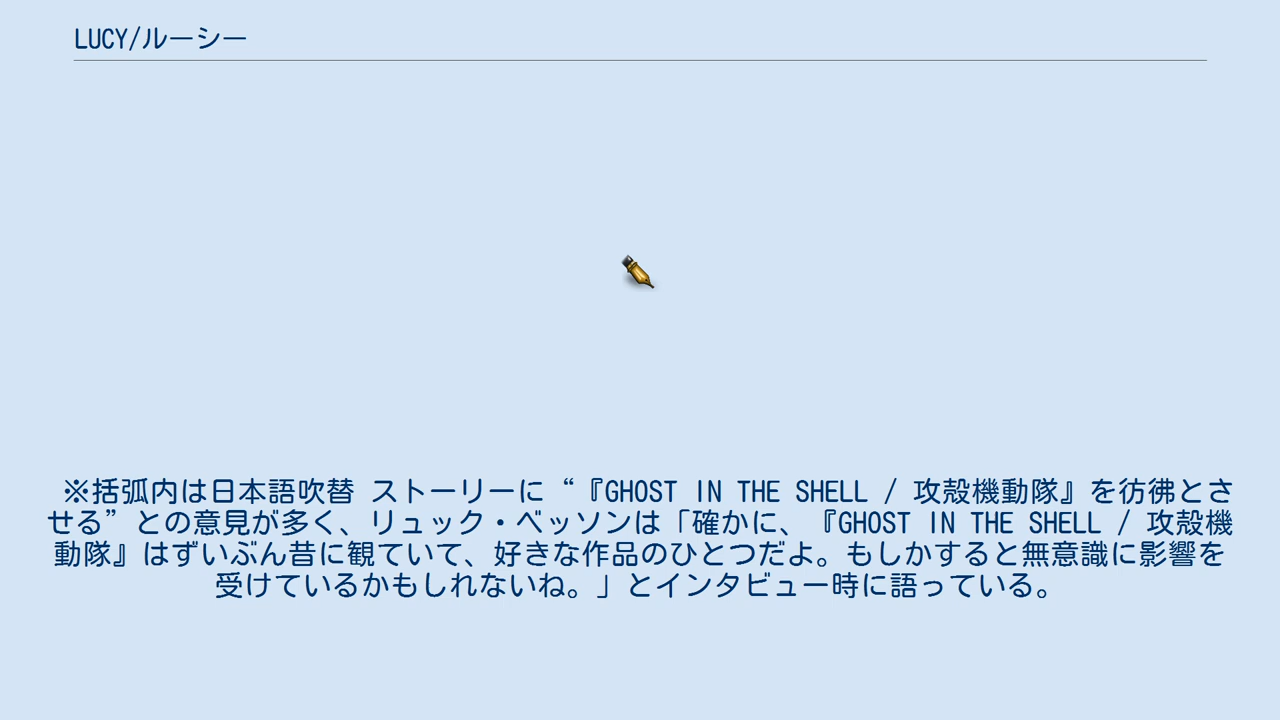 LUCY/ルーシー
※括弧内は日本語吹替 ストーリーに“『GHOST IN THE SHELL / 攻殻機動隊』を彷彿とさ
せる”との意見が多く、リュック・ベッソンは「確かに、『GHOST IN THE SHELL / 攻殻機
動隊』はずいぶん昔に観ていて、好きな作品のひとつだよ。もしかすると無意識に影響を
受けているかもしれないね。」とインタビュー時に語っている。